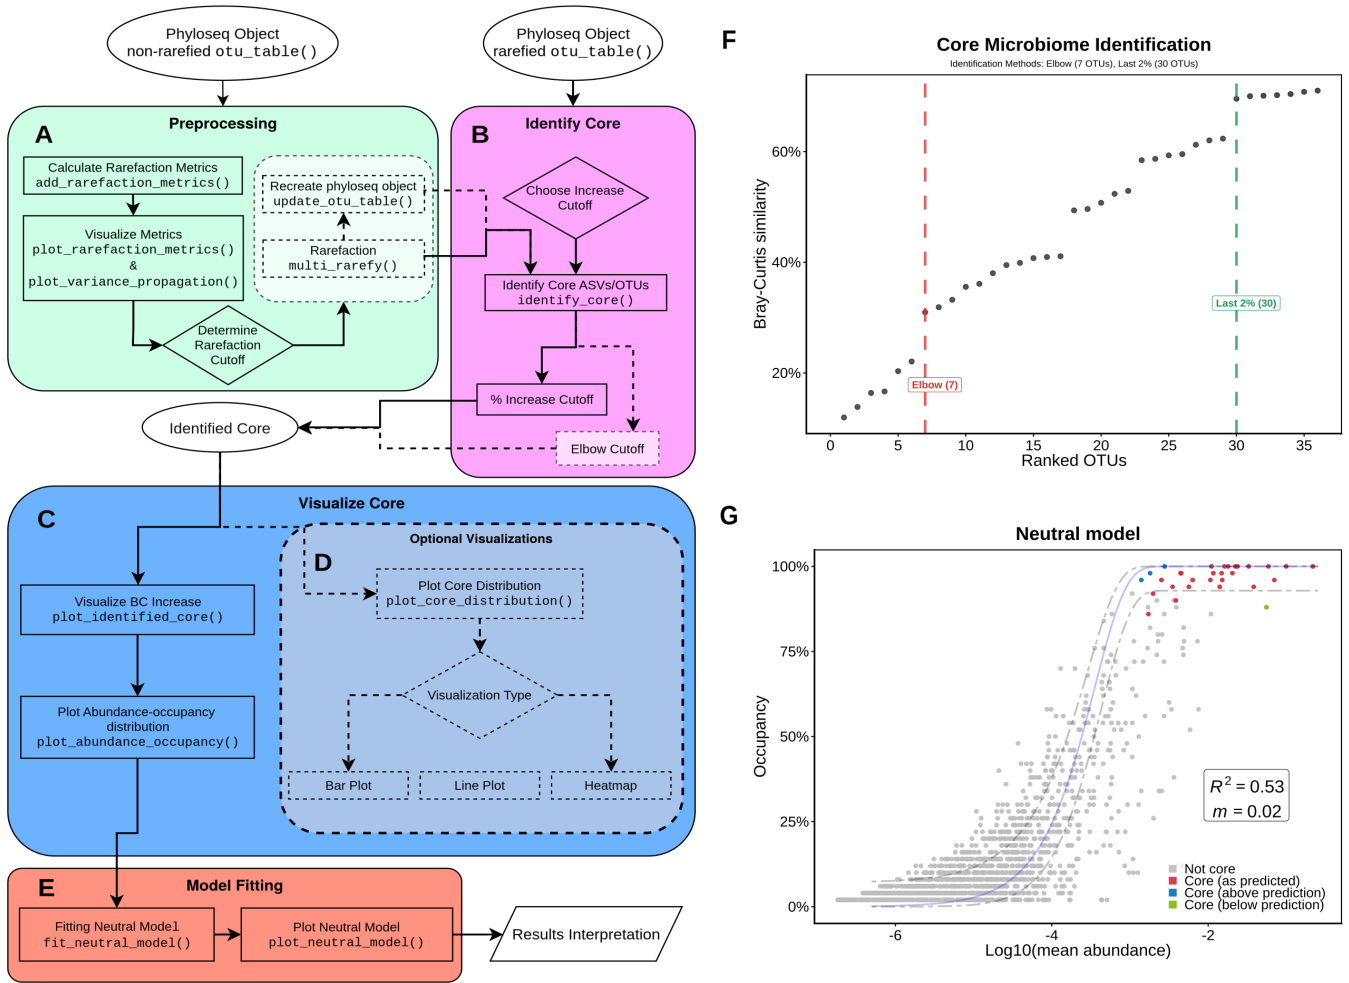 Phyloseq Object
non-rarefied otu_table()
Phyloseq Object
rarefied otu_table()
A
Preprocessing
Calculate Rarefaction Metrics
add_rarefaction_metrics()
Visualize Metrics
plot_rarefaction_metrics()
&
plot_variance_propagation()
Determine
Rarefaction
Cutoff
Recreate phyloseq object
update_otu_table()
Rarefaction
multi_rarefy()
B
Identify Core
Choose Increase
Cutoff
Identify Core ASVs/OTUs
identify_core()
% Increase Cutoff
Elbow Cutoff
Identified Core
C
Visualize Core
Visualize BC Increase
plot_identified_core()
Plot Abundance-occupancy
distribution
plot_abundance_occupancy()
D
Optional Visualizations
Plot Core Distribution
plot_core_distribution()
Visualization Type
Bar Plot
Line Plot
Heatmap
E
Model Fitting
Fitting Neutral Model
fit_neutral_model()
Plot Neutral Model
plot_neutral_model()
Results Interpretation
F
Core Microbiome Identification
Identification Methods: Elbow (7 OTUs), Last 2% (30 OTUs)
Bray-Curtis similarity
60%
40%
20%
Last 2% (30)
Elbow (7)
0 5 10 15 20 25 30 35
Ranked OTUs
G
Neutral model
Occupancy
100%
75%
50%
25%
0%
R² = 0.53
m = 0.02
Not core
Core (as predicted)
Core (above prediction)
Core (below prediction)
-6 -4 -2
Log10(mean abundance)